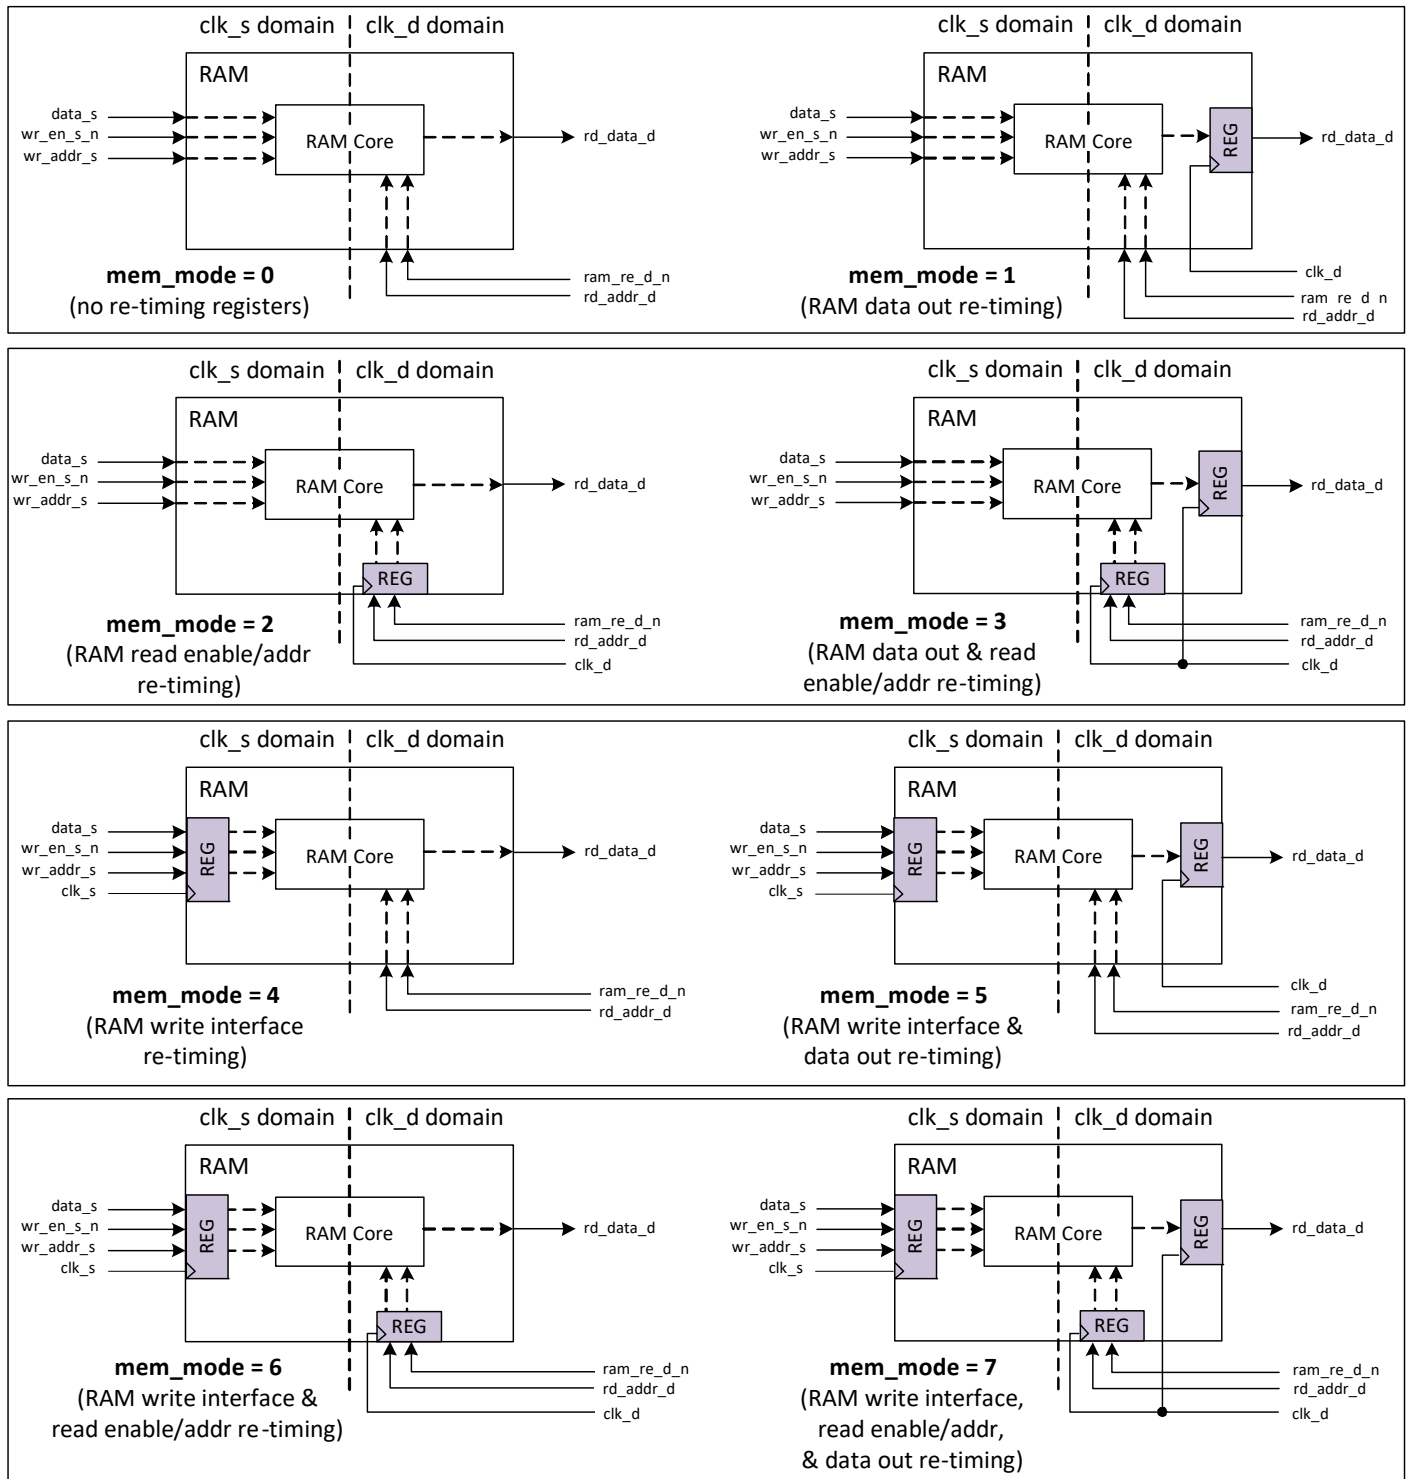 clk_s domain clk_d domain
RAM
data_s
wr_en_s_n
wr_addr_s
RAM Core
rd_data_d
ram_re_d_n
rd_addr_d
mem_mode = 0
(no re-timing registers)
clk_s domain clk_d domain
RAM
data_s
wr_en_s_n
wr_addr_s
RAM Core
REG
rd_data_d
clk_d
ram_re_d_n
rd_addr_d
mem_mode = 1
(RAM data out re-timing)
clk_s domain clk_d domain
RAM
data_s
wr_en_s_n
wr_addr_s
RAM Core
rd_data_d
REG
ram_re_d_n
rd_addr_d
clk_d
mem_mode = 2
(RAM read enable/addr
re-timing)
clk_s domain clk_d domain
RAM
data_s
wr_en_s_n
wr_addr_s
RAM Core
REG
rd_data_d
REG
ram_re_d_n
rd_addr_d
clk_d
mem_mode = 3
(RAM data out & read
enable/addr re-timing)
clk_s domain clk_d domain
RAM
data_s
wr_en_s_n
wr_addr_s
clk_s
REG
RAM Core
rd_data_d
ram_re_d_n
rd_addr_d
mem_mode = 4
(RAM write interface
re-timing)
clk_s domain clk_d domain
RAM
data_s
wr_en_s_n
wr_addr_s
clk_s
REG
RAM Core
REG
rd_data_d
clk_d
ram_re_d_n
rd_addr_d
mem_mode = 5
(RAM write interface &
data out re-timing)
clk_s domain clk_d domain
RAM
data_s
wr_en_s_n
wr_addr_s
clk_s
REG
RAM Core
rd_data_d
REG
ram_re_d_n
rd_addr_d
clk_d
mem_mode = 6
(RAM write interface &
read enable/addr re-timing)
clk_s domain clk_d domain
RAM
data_s
wr_en_s_n
wr_addr_s
clk_s
REG
RAM Core
REG
rd_data_d
REG
ram_re_d_n
rd_addr_d
clk_d
mem_mode = 7
(RAM write interface,
read enable/addr,
& data out re-timing)